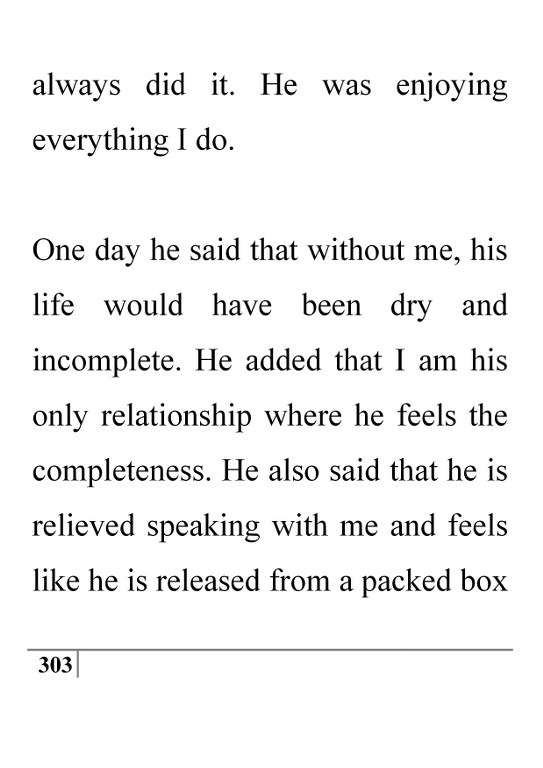 always did it. He was enjoying
everything I do.
One day he said that without me, his
life would have been dry and
incomplete. He added that I am his
only relationship where he feels the
completeness. He also said that he is
relieved speaking with me and feels
like he is released from a packed box
303